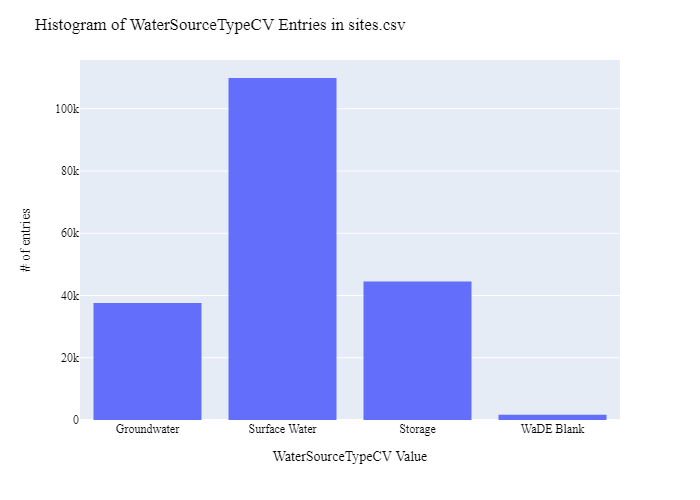 Histogram of WaterSourceTypeCV Entries in sites.csv
# of entries
100k
80k
60k
40k
20k
0
Groundwater Surface Water Storage WaDE Blank
WaterSourceTypeCV Value